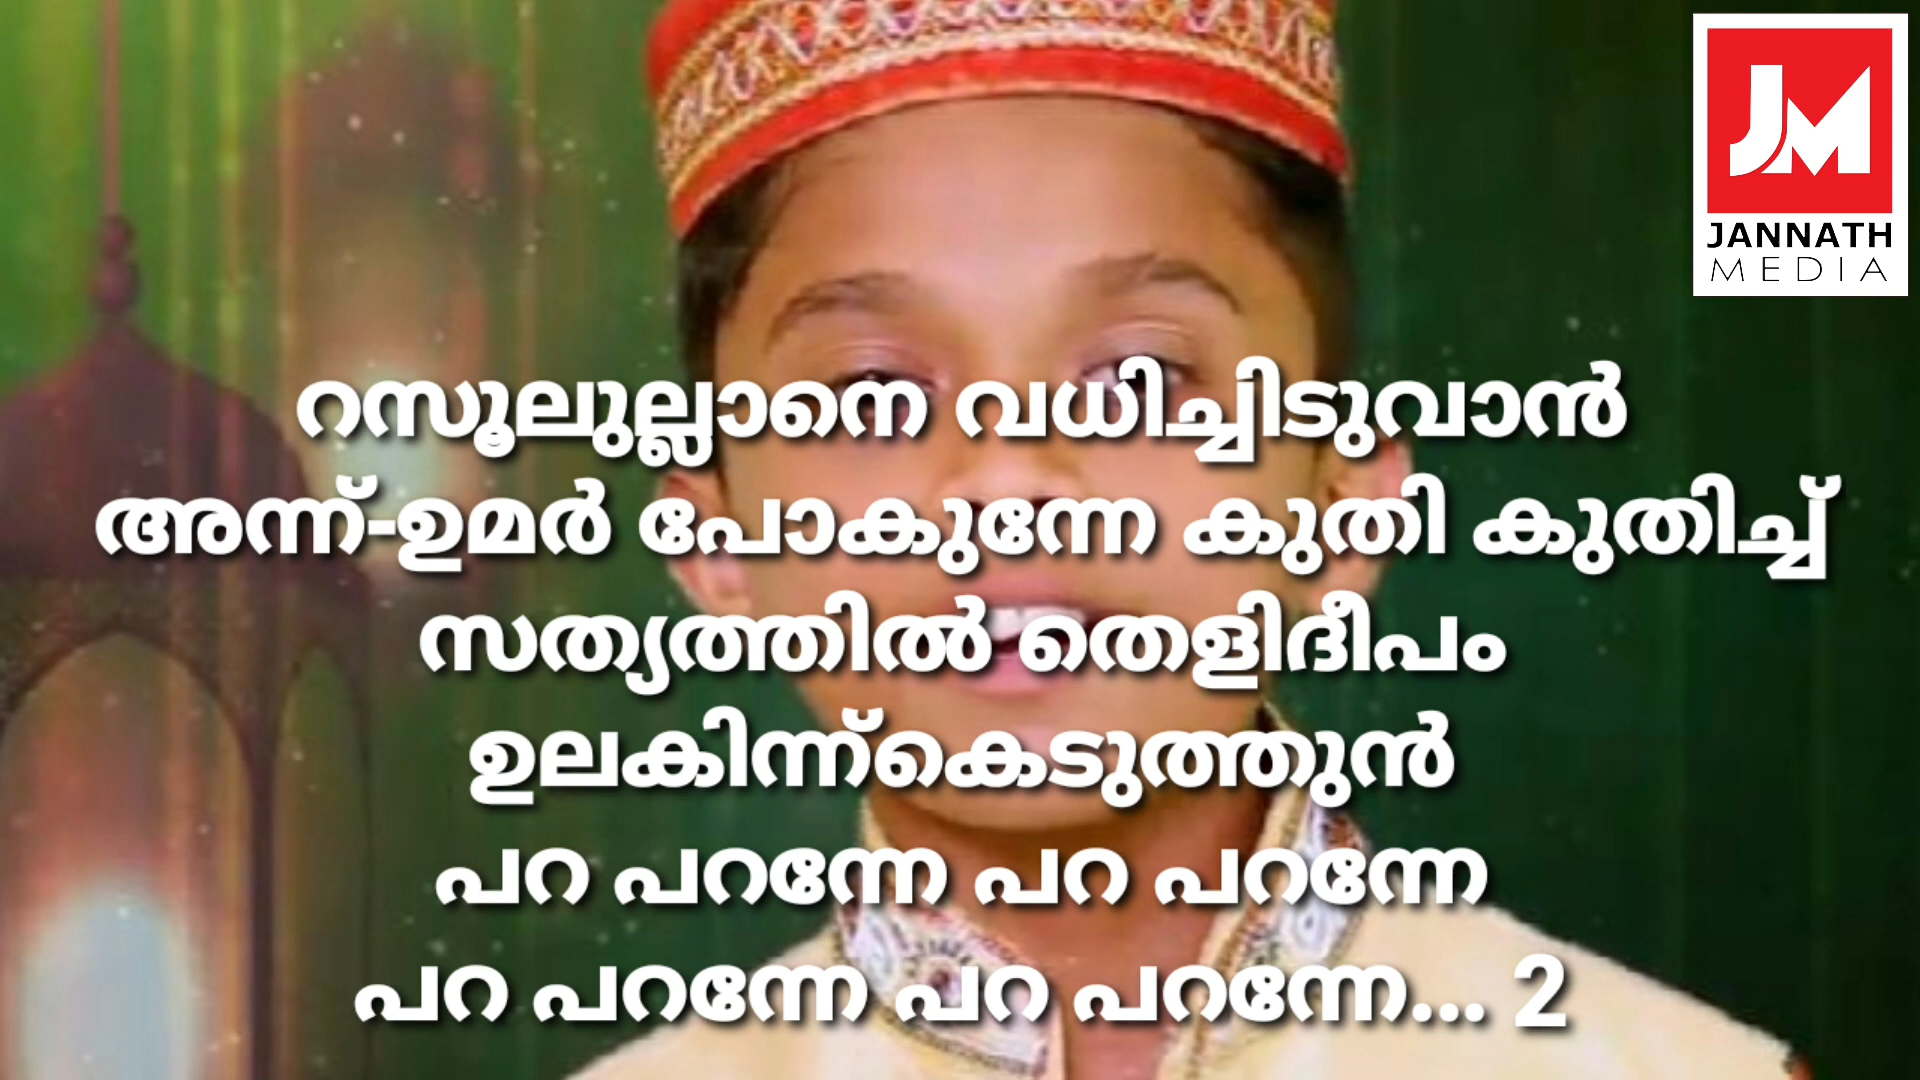 JM
JANNATH
MEDIA
റസൂലുല്ലാനെ വധിച്ചിടുവാൻ
അന്ന്-ഉമർ പോകുന്നേ കുതി കുതിച്ച്
സത്യത്തിൽ തെളിദീപം
ഉലകിന്ന്കെടുത്തുൻ
പറ പറന്നേ പറ പറന്നേ
പറ പറന്നേ പറ പറന്നേ... 2